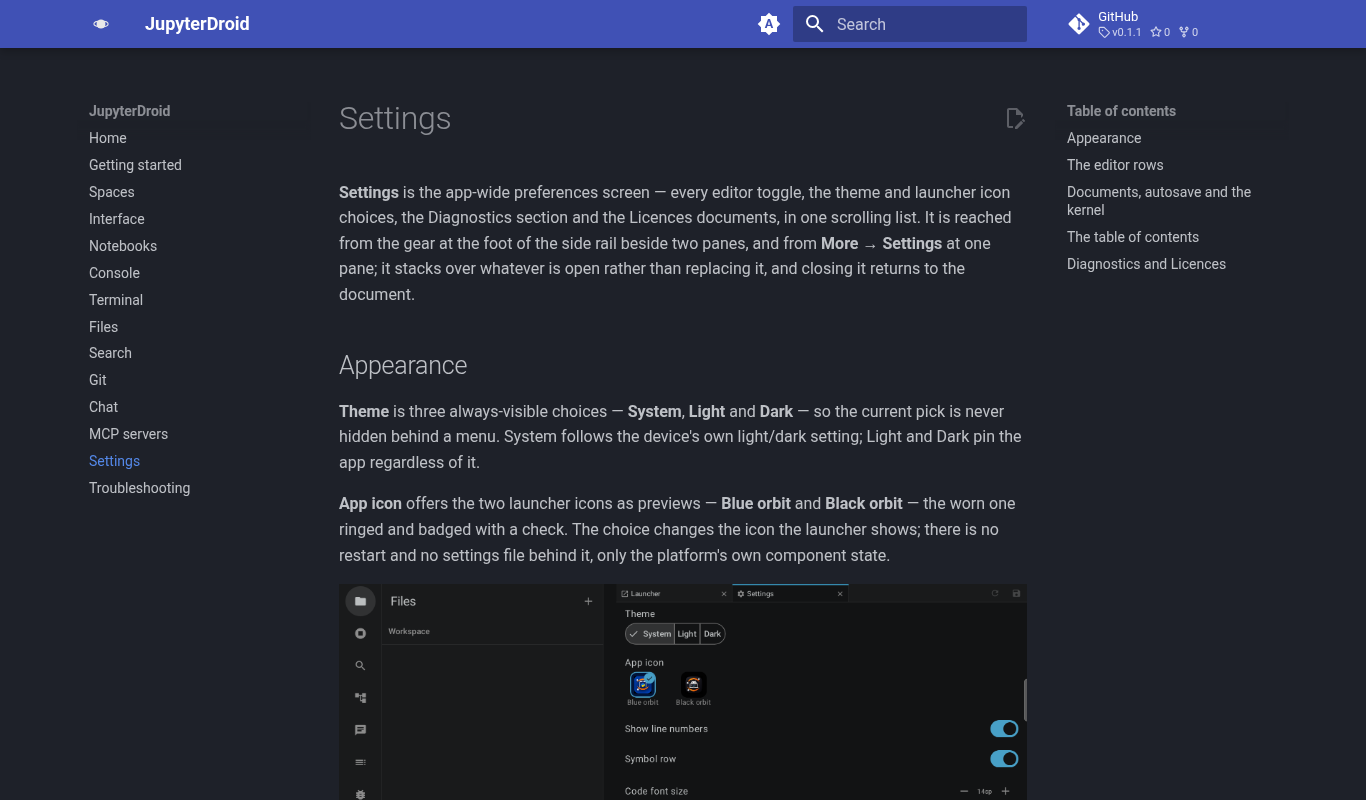 JupyterDroid
A
Search
GitHub
v0.1.1 0 0
JupyterDroid
Home
Getting started
Spaces
Interface
Notebooks
Console
Terminal
Files
Search
Git
Chat
MCP servers
Settings
Troubleshooting
Settings
Settings is the app-wide preferences screen — every editor toggle, the theme and launcher icon
choices, the Diagnostics section and the Licences documents, in one scrolling list. It is reached
from the gear at the foot of the side rail beside two panes, and from More → Settings at one
pane; it stacks over whatever is open rather than replacing it, and closing it returns to the
document.
Appearance
Theme is three always-visible choices — System, Light and Dark — so the current pick is never
hidden behind a menu. System follows the device's own light/dark setting; Light and Dark pin the
app regardless of it.
App icon offers the two launcher icons as previews — Blue orbit and Black orbit — the worn one
ringed and badged with a check. The choice changes the icon the launcher shows; there is no
restart and no settings file behind it, only the platform's own component state.
Files
Workspace
Launcher
Settings
Theme
System Light Dark
App icon
Blue orbit Black orbit
Show line numbers
Symbol row
Code font size
14sp
Table of contents
Appearance
The editor rows
Documents, autosave and the
kernel
The table of contents
Diagnostics and Licences